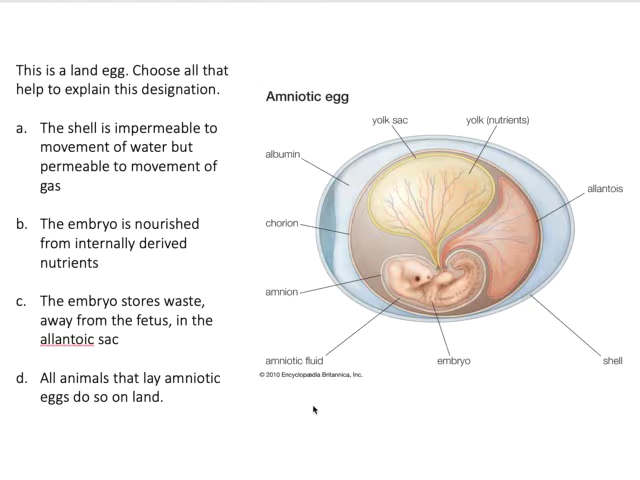 This is a land egg. Choose all that
help to explain this designation.
a. The shell is impermeable to
movement of water but
permeable to movement of
gas
b. The embryo is nourished
from internally derived
nutrients
c. The embryo stores waste,
away from the fetus, in the
allantoic sac
d. All animals that lay amniotic
eggs do so on land.
Amniotic egg
yolk sac
yolk (nutrients)
albumin
allantois
chorion
amnion
amniotic fluid
embryo
shell
© 2010 Encyclopædia Britannica, Inc.